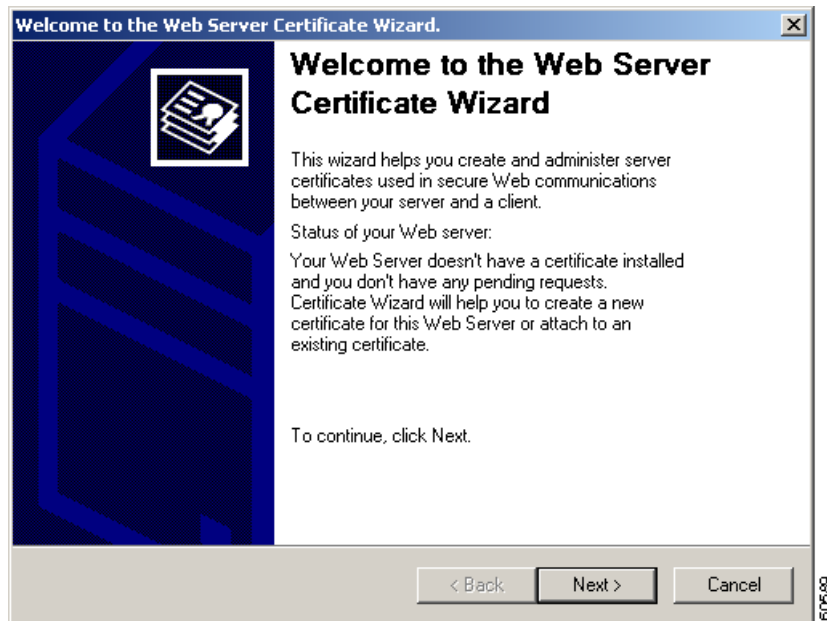 Welcome to the Web Server Certificate Wizard.
Welcome to the Web Server
Certificate Wizard
This wizard helps you create and administer server
certificates used in secure Web communications
between your server and a client.
Status of your Web server:
Your Web Server doesn't have a certificate installed
and you don't have any pending requests.
Certificate Wizard will help you to create a new
certificate for this Web Server or attach to an
existing certificate.
To continue, click Next.
< Back
Next >
Cancel
60589